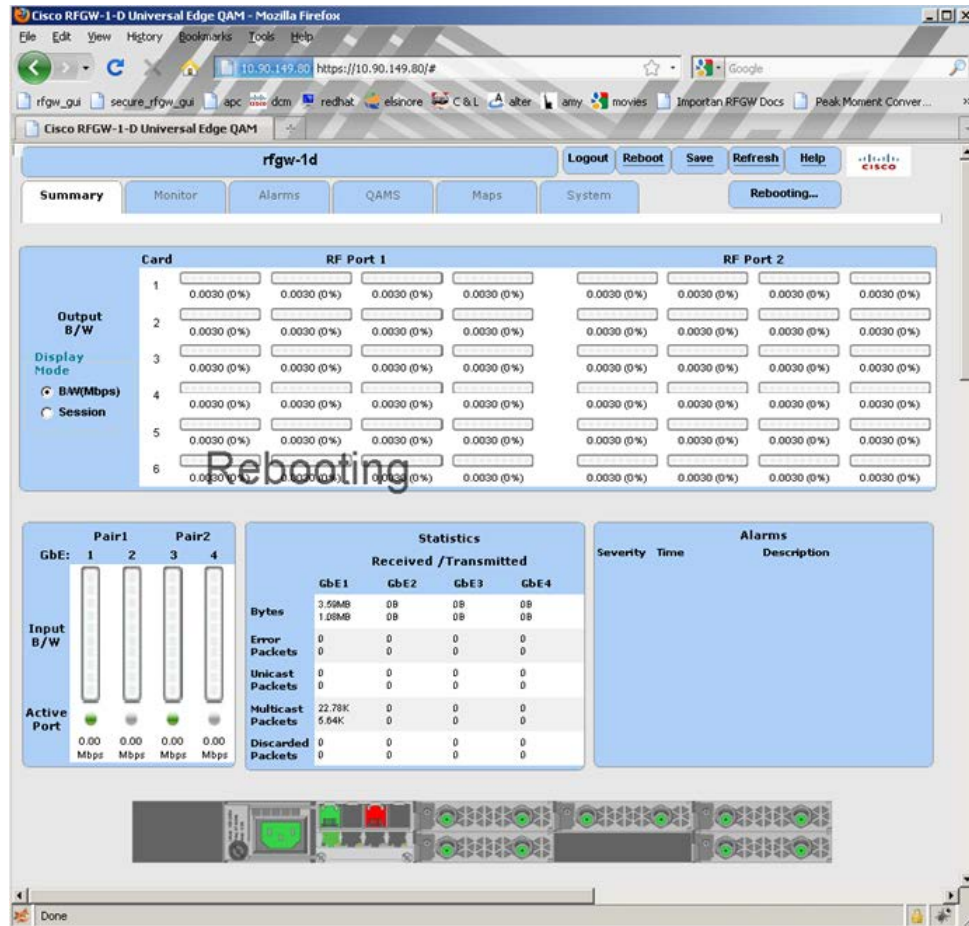 Cisco RFGW-1-D Universal Edge QAM - Mozilla Firefox
File Edit View History Bookmarks Tools Help
10.90.149.80 https://10.90.149.80/# Google
rfgw_gui secure_rfgw_gui apc dcm redhat elsinore C & L alter amy movies Importan RFGW Docs Peak Moment Conver...
Cisco RFGW-1-D Universal Edge QAM
rfgw-1d Logout Reboot Save Refresh Help CISCO
Summary Monitor Alarms QAMS Maps System Rebooting...
Card RF Port 1 RF Port 2
1
0.0030 (0%) 0.0030 (0%) 0.0030 (0%) 0.0030 (0%) 0.0030 (0%) 0.0030 (0%) 0.0030 (0%) 0.0030 (0%)
Output
B/W
2
0.0030 (0%) 0.0030 (0%) 0.0030 (0%) 0.0030 (0%) 0.0030 (0%) 0.0030 (0%) 0.0030 (0%) 0.0030 (0%)
Display
Mode
3
0.0030 (0%) 0.0030 (0%) 0.0030 (0%) 0.0030 (0%) 0.0030 (0%) 0.0030 (0%) 0.0030 (0%) 0.0030 (0%)
B/W(Mbps)
4
0.0030 (0%) 0.0030 (0%) 0.0030 (0%) 0.0030 (0%) 0.0030 (0%) 0.0030 (0%) 0.0030 (0%) 0.0030 (0%)
Session
5
0.0030 (0%) 0.0030 (0%) 0.0030 (0%) 0.0030 (0%) 0.0030 (0%) 0.0030 (0%) 0.0030 (0%) 0.0030 (0%)
Rebooting
6
0.0030 (0%) 0.0030 (0%) 0.0030 (0%) 0.0030 (0%) 0.0030 (0%) 0.0030 (0%) 0.0030 (0%) 0.0030 (0%)
Pair1 Pair2
GbE: 1 2 3 4
Input
B/W
Active
Port
0.00 0.00 0.00 0.00
Mbps Mbps Mbps Mbps
Statistics
Received /Transmitted
GbE1 GbE2 GbE3 GbE4
Bytes
3.59MB 0B 0B 0B
1.08MB 0B 0B 0B
Error 0 0 0 0
Packets 0 0 0 0
Unicast 0 0 0 0
Packets 0 0 0 0
Multicast 22.78K 0 0 0
Packets 5.64K 0 0 0
Discarded 0 0 0 0
Packets 0 0 0 0
Alarms
Severity Time Description
Done